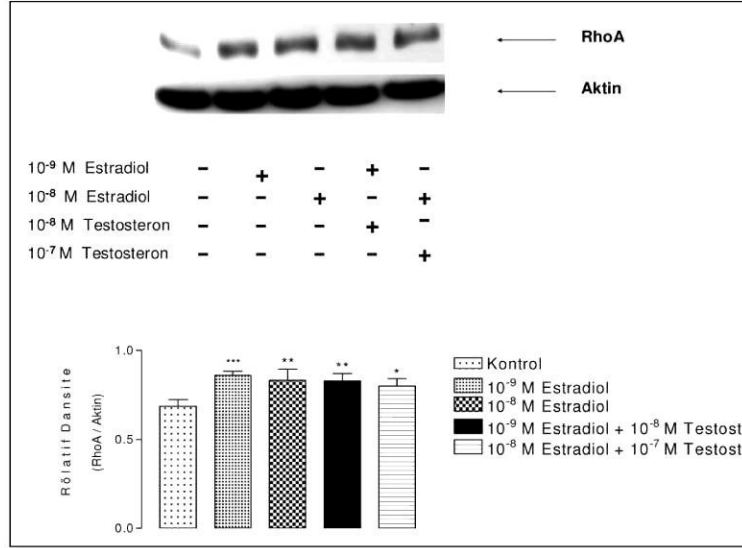 RhoA
Aktin
10⁻⁹ M Estradiol - + - + -
10⁻⁸ M Estradiol - - + - +
10⁻⁸ M Testosteron - - - + -
10⁻⁷ M Testosteron - - - - +
1.0
0.5
0.0
Rölatif Dansite
(RhoA / Aktin)
*** ** ** *
Kontrol
10⁻⁹ M Estradiol
10⁻⁸ M Estradiol
10⁻⁹ M Estradiol + 10⁻⁸ M Testost
10⁻⁸ M Estradiol + 10⁻⁷ M Testost